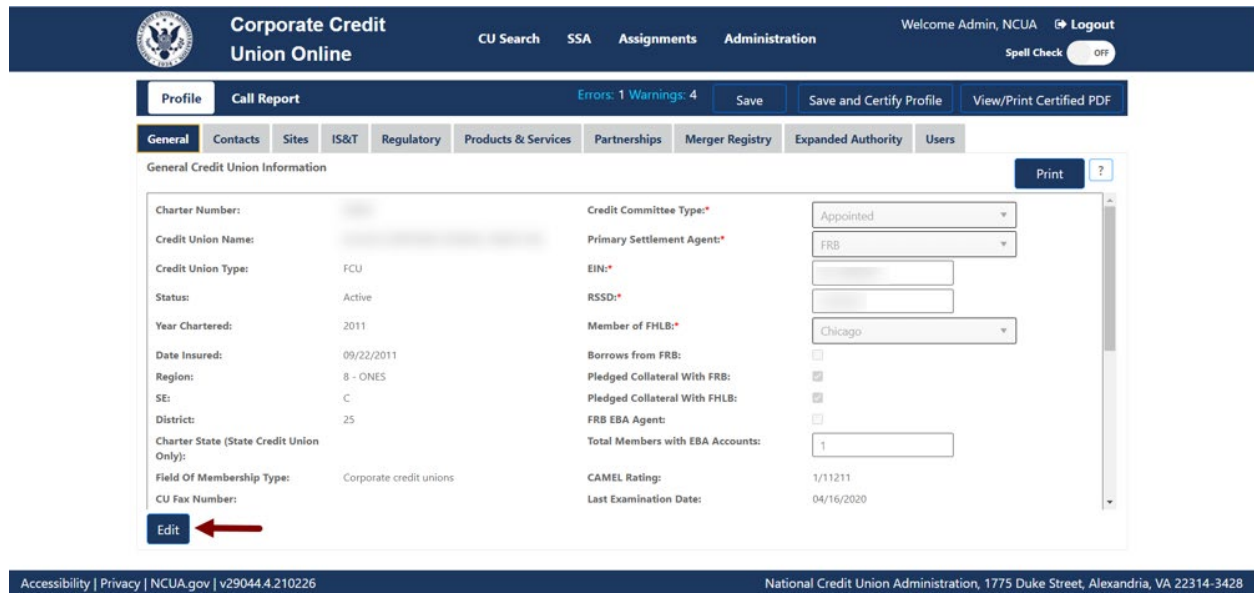 Corporate Credit
Union Online
CU Search SSA Assignments Administration
Welcome Admin, NCUA Logout
Spell Check OFF
Profile Call Report Errors: 1 Warnings: 4 Save Save and Certify Profile View/Print Certified PDF
General Contacts Sites IS&T Regulatory Products & Services Partnerships Merger Registry Expanded Authority Users
General Credit Union Information Print ?
Charter Number: Credit Committee Type:* Appointed
Credit Union Name: Primary Settlement Agent:* FRB
Credit Union Type: FCU EIN:*
Status: Active RSSD:*
Year Chartered: 2011 Member of FHLB:* Chicago
Date Insured: 09/22/2011 Borrows from FRB:
Region: 8 - ONES Pledged Collateral With FRB:
SE: C Pledged Collateral With FHLB:
District: 25 FRB EBA Agent:
Charter State (State Credit Union Total Members with EBA Accounts: 1
Only):
Field Of Membership Type: Corporate credit unions CAMEL Rating: 1/11211
CU Fax Number: Last Examination Date: 04/16/2020
Edit
Accessibility | Privacy | NCUA.gov | v29044.4.210226 National Credit Union Administration, 1775 Duke Street, Alexandria, VA 22314-3428